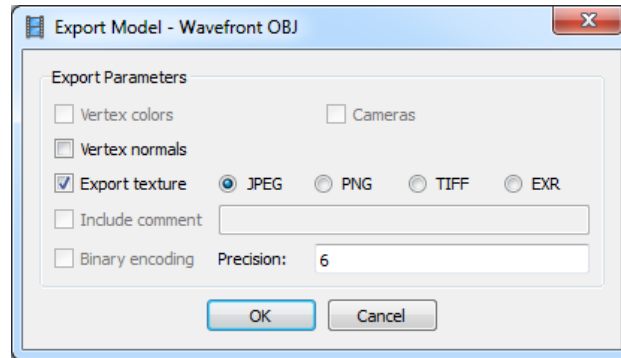 Export Model - Wavefront OBJ
Export Parameters
Vertex colors Cameras
Vertex normals
Export texture JPEG PNG TIFF EXR
Include comment
Binary encoding Precision: 6
OK Cancel